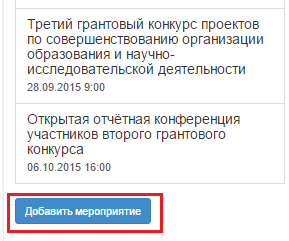 Третий грантовый конкурс проектов
по совершенствованию организации
образования и научно-
исследовательской деятельности
28.09.2015 9:00
Открытая отчётная конференция
участников второго грантового
конкурса
06.10.2015 16:00
Добавить мероприятие